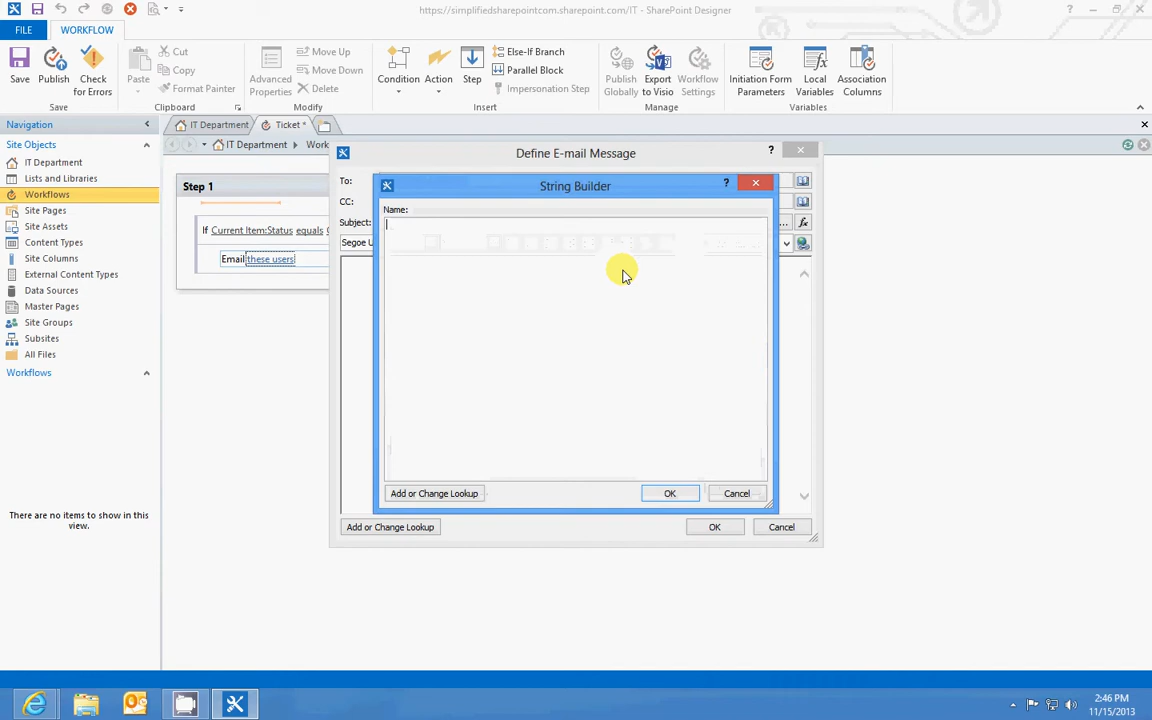 https://simplifiedsharepointcom.sharepoint.com/IT - SharePoint Designer
?
FILE
WORKFLOW
Save
Publish
Check
for Errors
Save
Paste
Cut
Copy
Format Painter
Clipboard
Advanced
Properties
Move Up
Move Down
Delete
Modify
Condition
Action
Step
Else-If Branch
Parallel Block
Impersonation Step
Insert
Publish
Globally
Export
to Visio
Workflow
Settings
Manage
Initiation Form
Parameters
Local
Variables
Association
Columns
Variables
Navigation
Site Objects
IT Department
Lists and Libraries
Workflows
Site Pages
Site Assets
Content Types
Site Columns
External Content Types
Data Sources
Master Pages
Site Groups
Subsites
All Files
Workflows
There are no items to show in this
view.
IT Department
Ticket *
IT Department
Work
Step 1
If Current Item:Status equals
Email these users
Define E-mail Message
?
To:
CC:
Subject:
... fx
Segoe U
String Builder
?
Name:
Add or Change Lookup
OK
Cancel
Add or Change Lookup
OK
Cancel
2:46 PM
11/15/2013